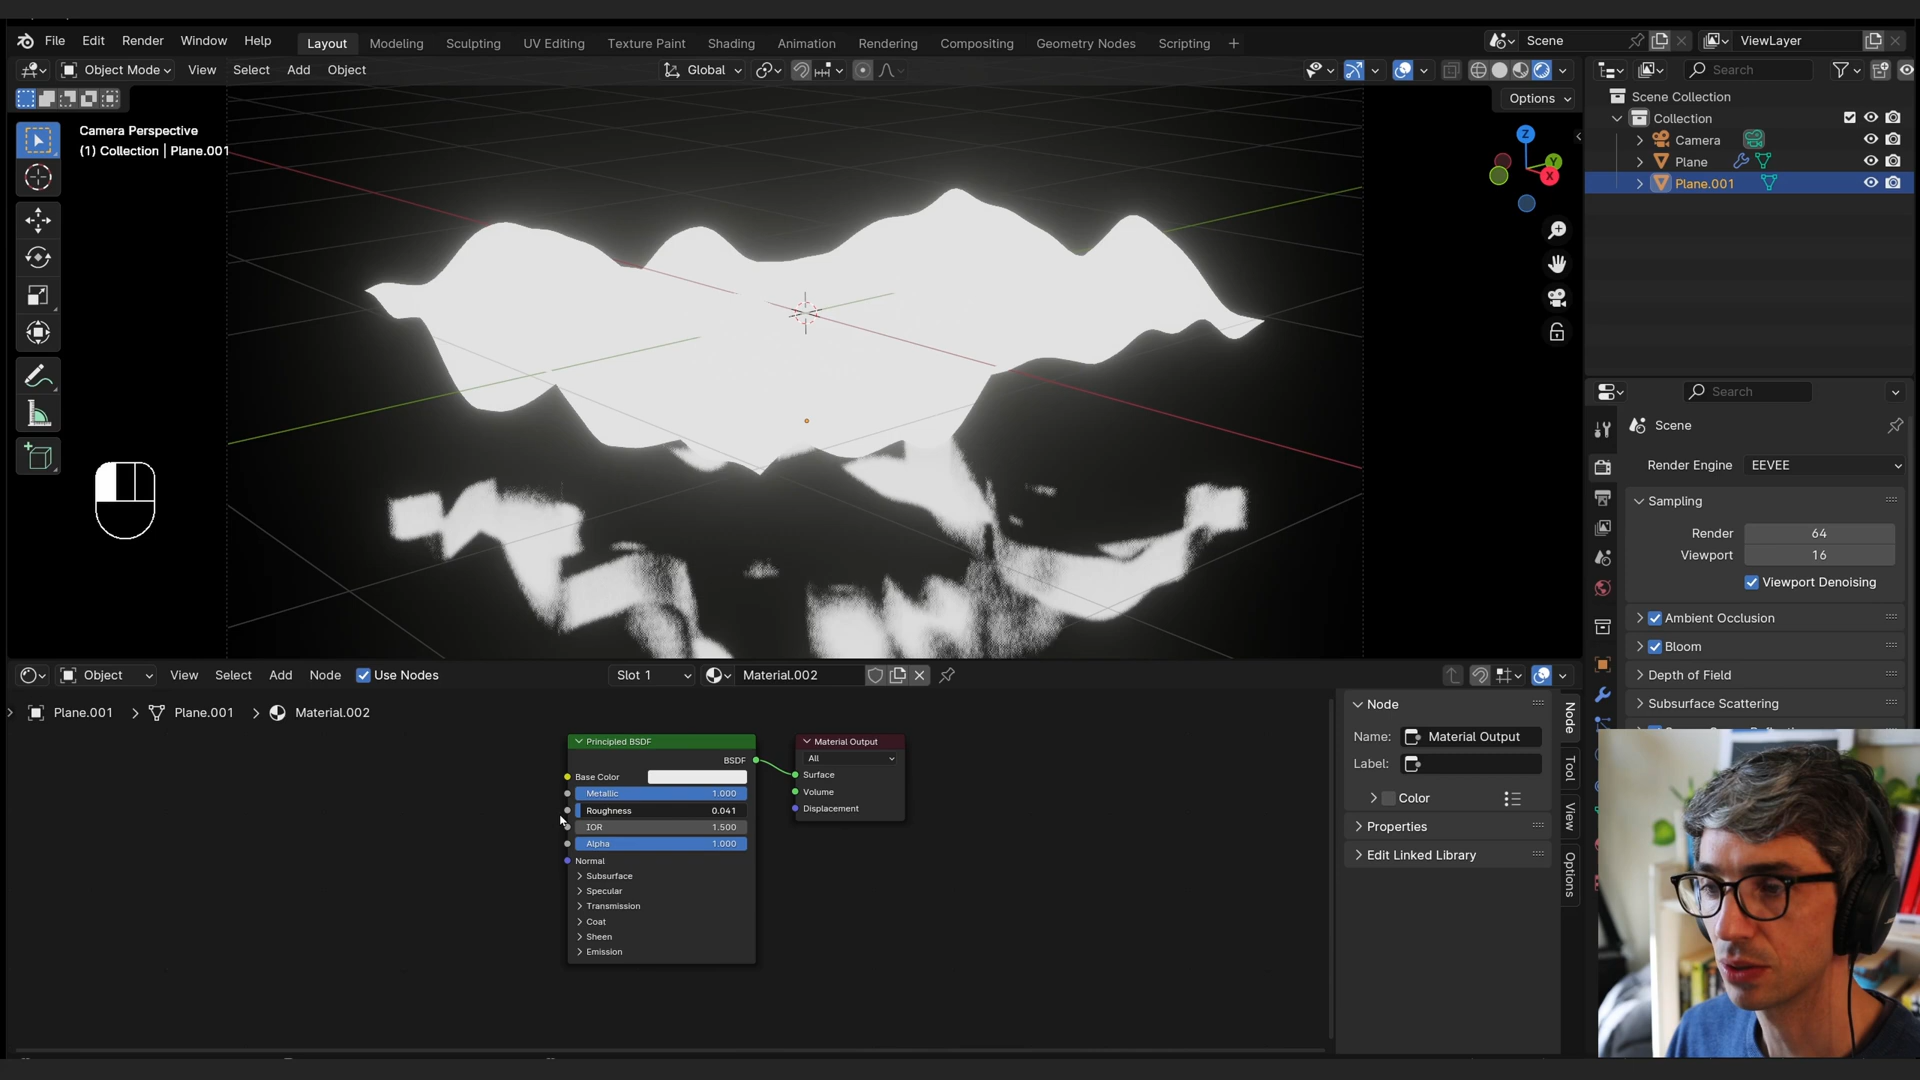 File Edit Render Window Help Layout Modeling Sculpting UV Editing Texture Paint Shading Animation Rendering Compositing Geometry Nodes Scripting + Scene ViewLayer
Object Mode View Select Add Object Global Search
Options
Scene Collection
Collection
Camera
Plane
Plane.001
Camera Perspective
(1) Collection | Plane.001
Z
Y
X
Search
Scene
Render Engine EEVEE
Sampling
Render 64
Viewport 16
Viewport Denoising
Ambient Occlusion
Bloom
Depth of Field
Subsurface Scattering
Object View Select Add Node Use Nodes Slot 1 Material.002
Plane.001 > Plane.001 > Material.002
Principled BSDF
BSDF
Base Color
Metallic 1.000
Roughness 0.041
IOR 1.500
Alpha 1.000
Normal
Subsurface
Specular
Transmission
Coat
Sheen
Emission
Material Output
All
Surface
Volume
Displacement
Node
Name: Material Output
Label:
Color
Properties
Edit Linked Library
Node
Tool
View
Options